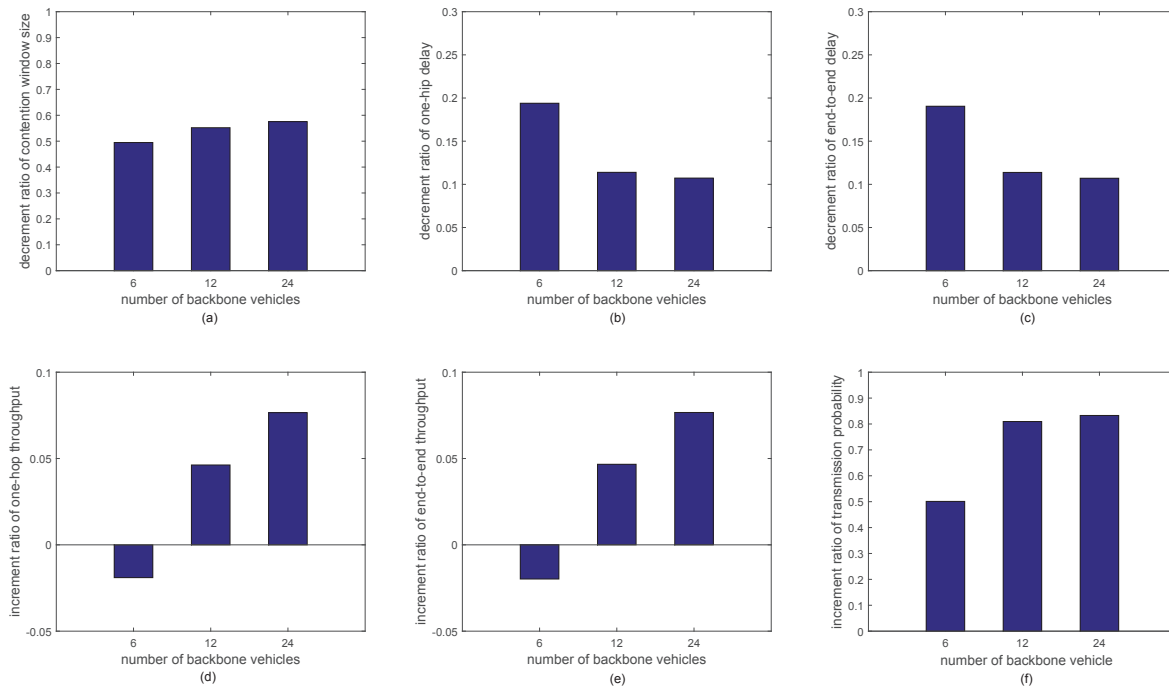 decrement ratio of contention window size
1
0.9
0.8
0.7
0.6
0.5
0.4
0.3
0.2
0.1
0
6 12 24
number of backbone vehicles
(a)
decrement ratio of one-hip delay
0.3
0.25
0.2
0.15
0.1
0.05
0
6 12 24
number of backbone vehicles
(b)
decrement ratio of end-to-end delay
0.3
0.25
0.2
0.15
0.1
0.05
0
6 12 24
number of backbone vehicles
(c)
increment ratio of one-hop throughput
0.1
0.05
0
-0.05
6 12 24
number of backbone vehicles
(d)
increment ratio of end-to-end throughput
0.1
0.05
0
-0.05
6 12 24
number of backbone vehicles
(e)
increment ratio of transmission probability
1
0.9
0.8
0.7
0.6
0.5
0.4
0.3
0.2
0.1
0
6 12 24
number of backbone vehicle
(f)